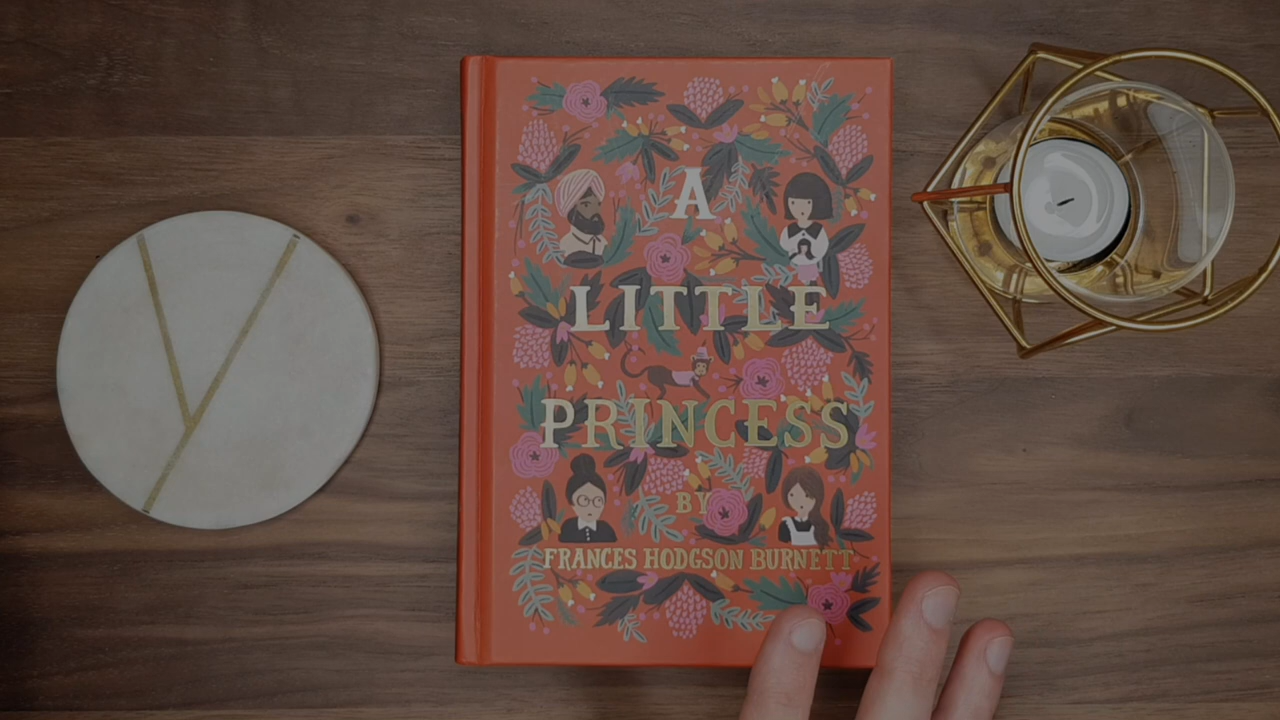 A
LITTLE
PRINCESS
BY
FRANCES HODGSON BURNETT